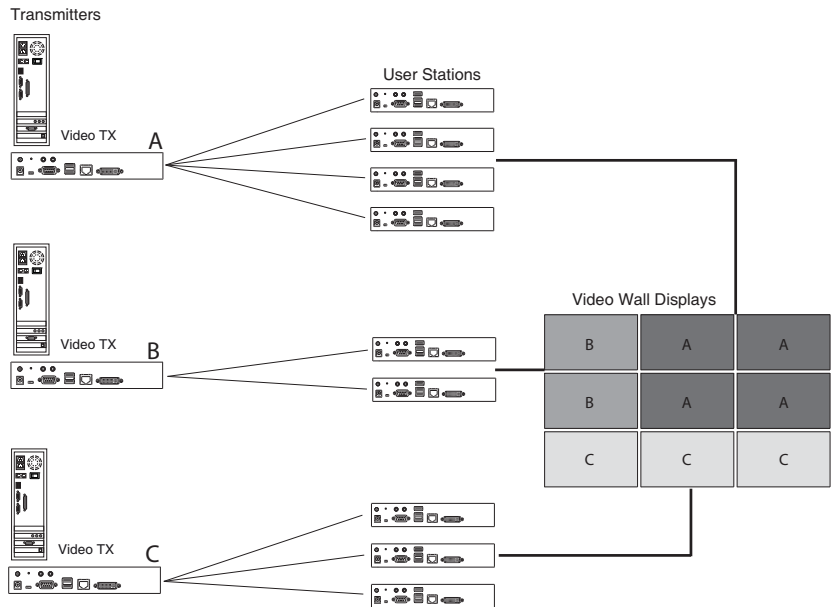 Transmitters
User Stations
Video TX
A
Video TX
B
Video Wall Displays
B A A
B A A
C C C
Video TX
C